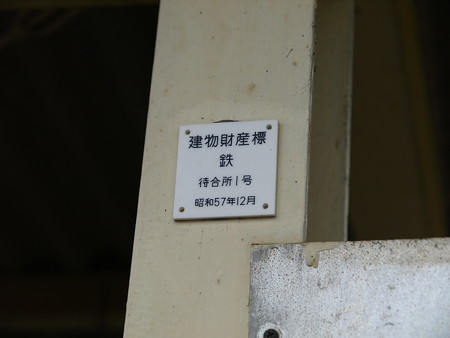 建物財産標
鉄
待合所1号
昭和57年12月